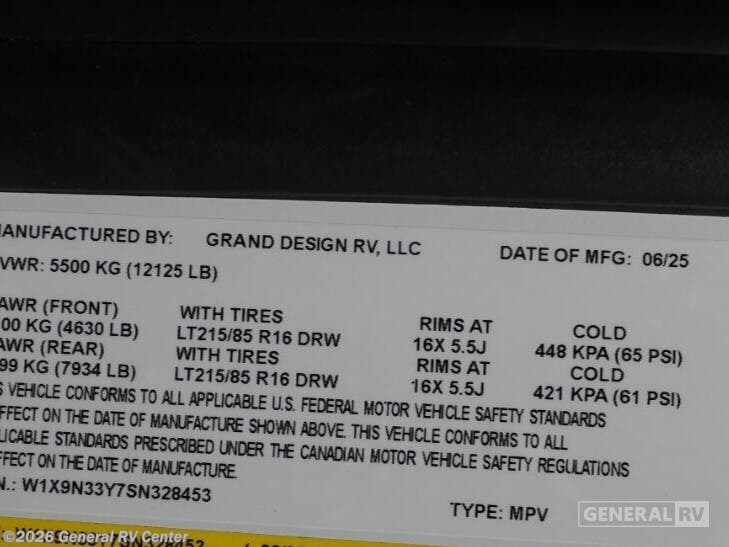 MANUFACTURED BY: GRAND DESIGN RV, LLC DATE OF MFG: 06/25
VWR: 5500 KG (12125 LB)
AWR (FRONT) WITH TIRES RIMS AT COLD
00 KG (4630 LB) LT215/85 R16 DRW 16X 5.5J 448 KPA (65 PSI)
AWR (REAR) WITH TIRES RIMS AT COLD
99 KG (7934 LB) LT215/85 R16 DRW 16X 5.5J 421 KPA (61 PSI)
S VEHICLE CONFORMS TO ALL APPLICABLE U.S. FEDERAL MOTOR VEHICLE SAFETY STANDARDS
FFECT ON THE DATE OF MANUFACTURE SHOWN ABOVE. THIS VEHICLE CONFORMS TO ALL
LICABLE STANDARDS PRESCRIBED UNDER THE CANADIAN MOTOR VEHICLE SAFETY REGULATIONS
FFECT ON THE DATE OF MANUFACTURE.
N.: W1X9N33Y7SN328453
TYPE: MPV
GENERAL RV
©2026 General RV Center